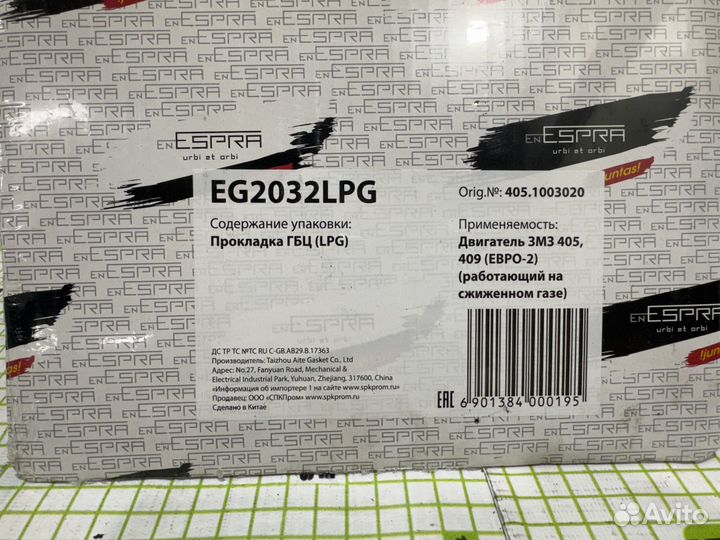 enESPRA
urbi et orbi
enESPRA
urbi et orbi
juntas!
EG2032LPG
Orig.№: 405.1003020
Содержание упаковки:
Прокладка ГБЦ (LPG)
Применяемость:
Двигатель ЗМЗ 405,
409 (ЕВРО-2)
(работающий на
сжиженном газе)
enESPRA
urbi et orbi
ДС ТР ТС №ТС RU C-GB.АВ29.В.17363
Производитель: Taizhou Aite Gasket Co., Ltd
Адрес: No.27, Fanyuan Road, Mechanical &
Electrical Industrial Park, Yuhuan, Zhejiang, 317600, China
«Информация об импортере 1 на сайте www.spkprom.ru»
Продавец: ООО «СПКПром» www.spkprom.ru
Сделано в Китае
EAC
6 901384 000195
Avito